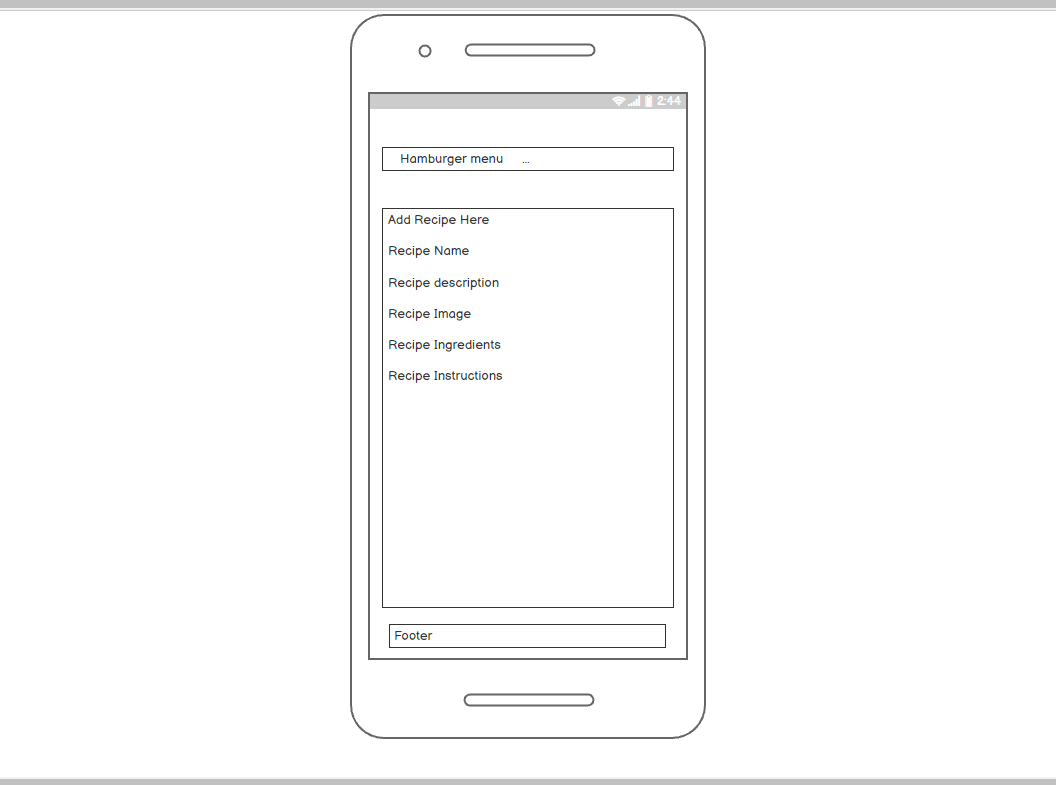 2:44
Hamburger menu ...
Add Recipe Here
Recipe Name
Recipe description
Recipe Image
Recipe Ingredients
Recipe Instructions
Footer